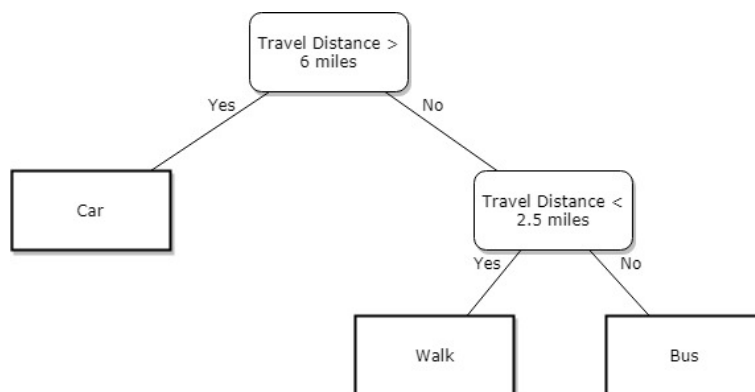 Travel Distance >
6 miles
Yes
No
Car
Travel Distance <
2.5 miles
Yes
No
Walk
Bus